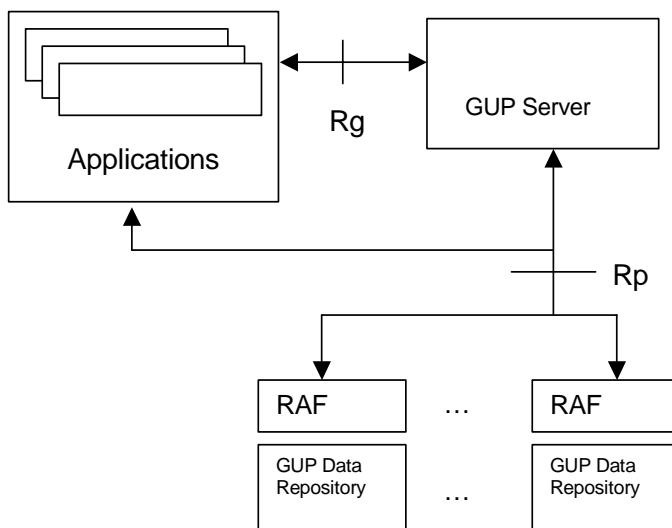 Rg
GUP Server
Applications
Rp
RAF
...
RAF
GUP Data
Repository
...
GUP Data
Repository